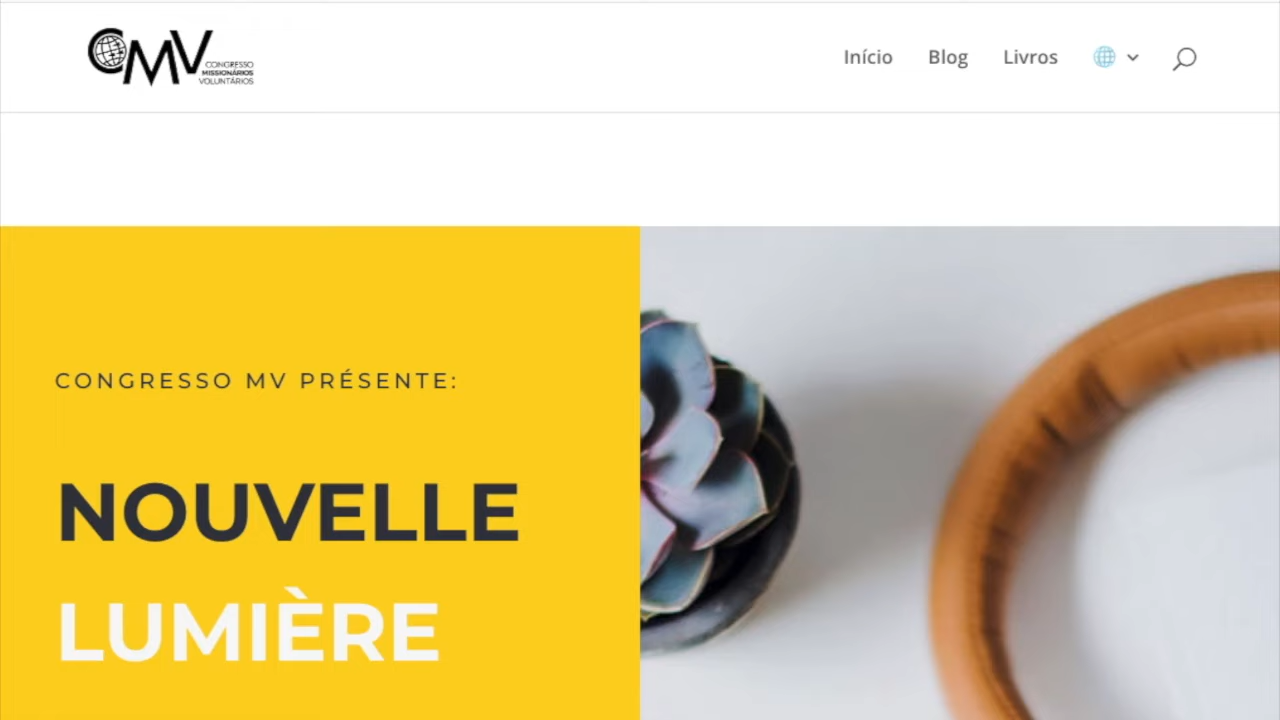 CMV
CONGRESSO
MISSIONÁRIOS
VOLUNTÁRIOS
Início
Blog
Livros
CONGRESSO MV PRÉSENTE:
NOUVELLE
LUMIÈRE